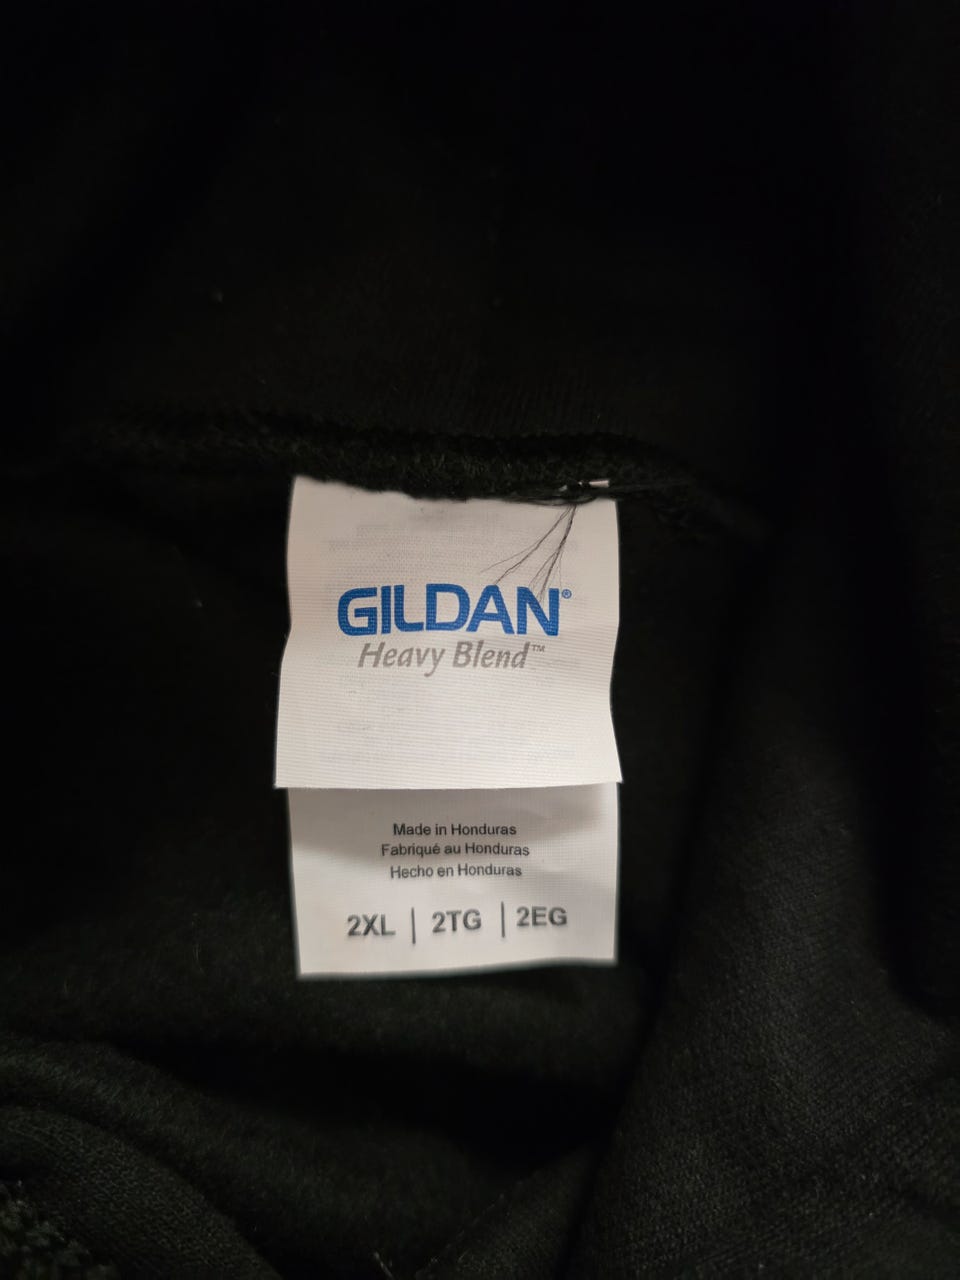 GILDAN®
Heavy Blend™
Made in Honduras
Fabriqué au Honduras
Hecho en Honduras
2XL | 2TG | 2EG